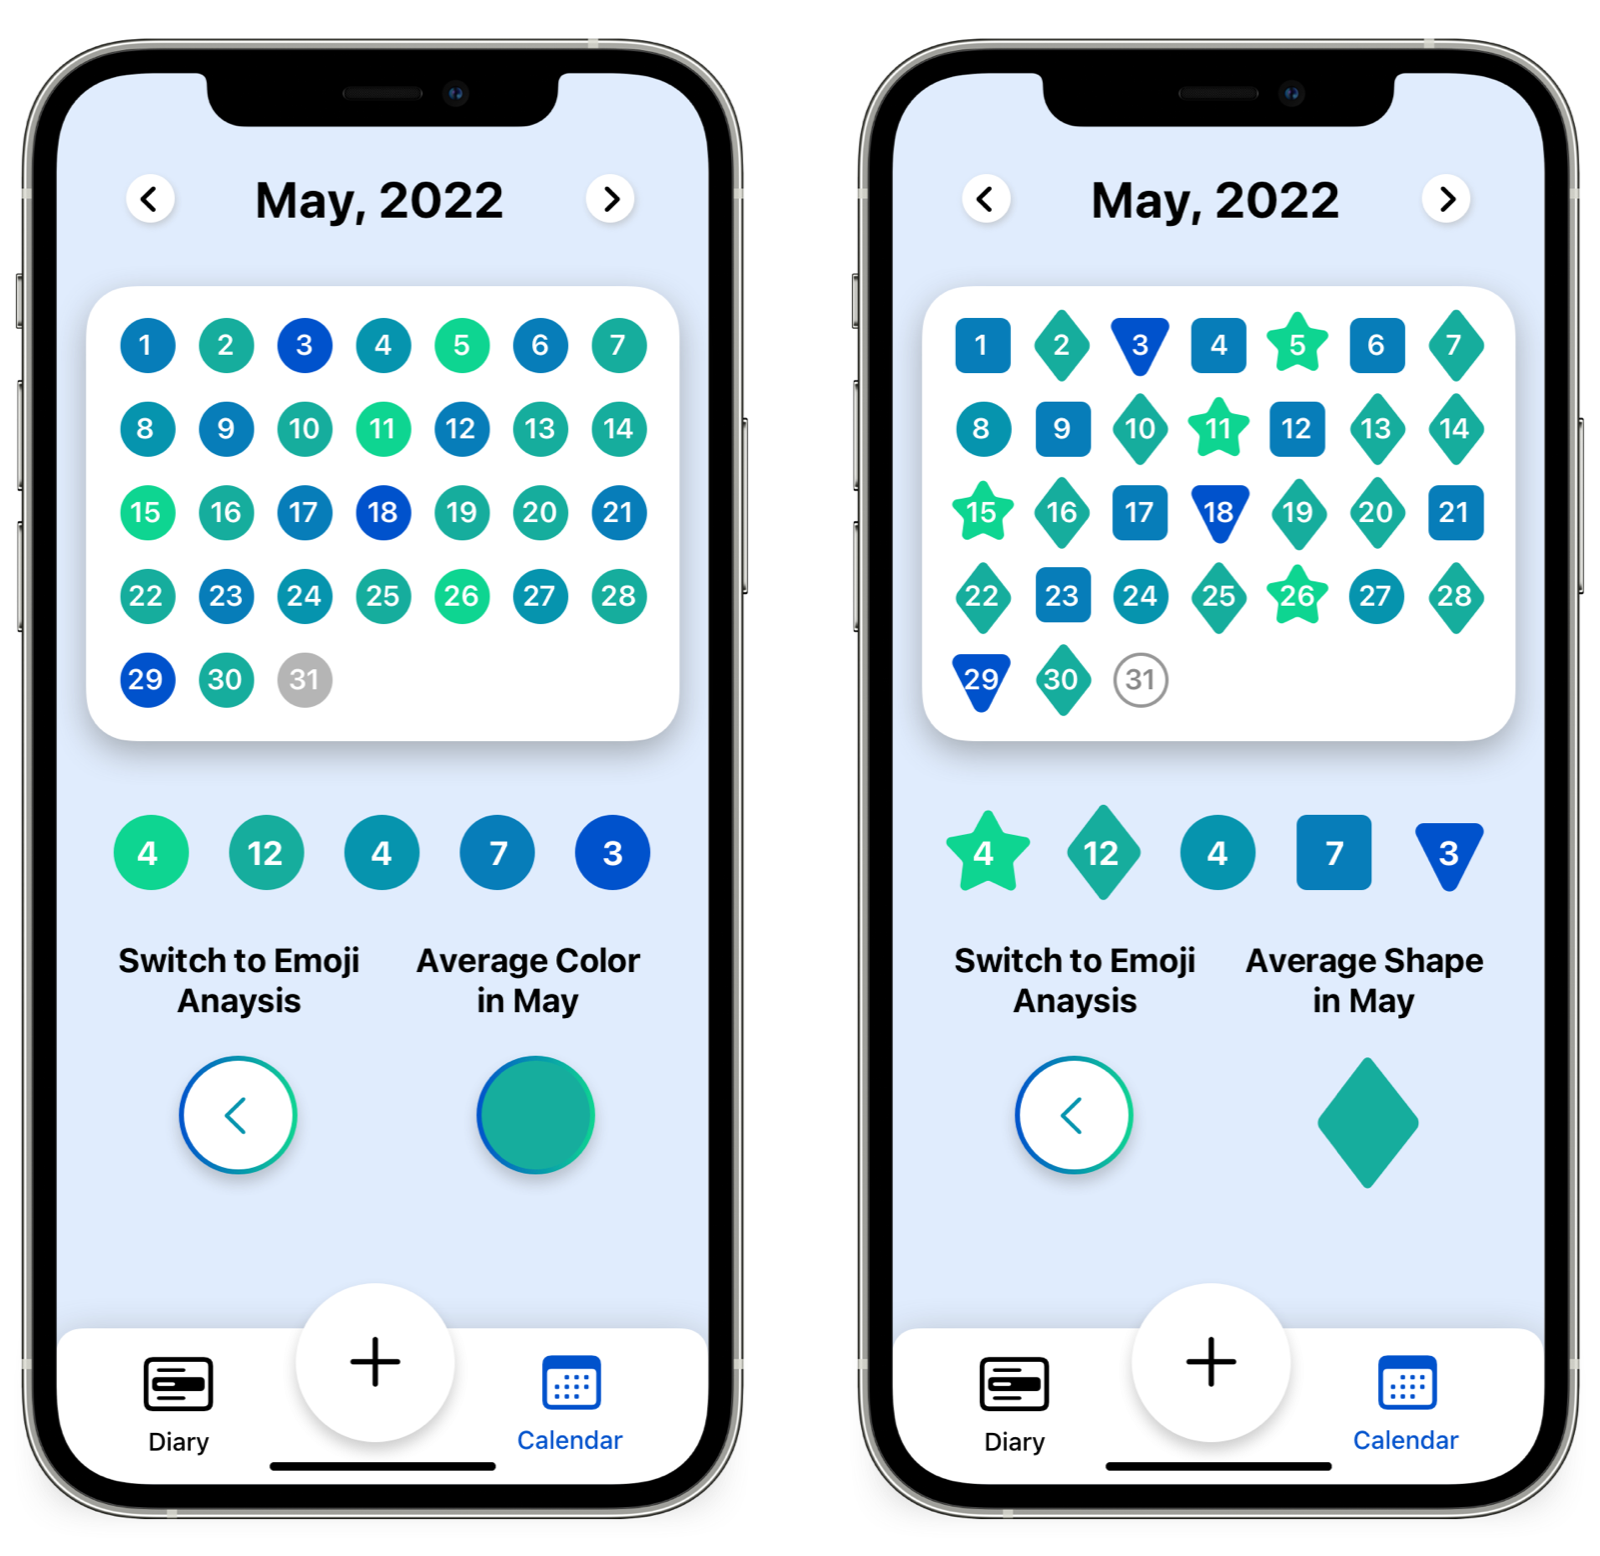 May, 2022
1 2 3 4 5 6 7
8 9 10 11 12 13 14
15 16 17 18 19 20 21
22 23 24 25 26 27 28
29 30 31
4 12 4 7 3
Switch to Emoji
Anaysis
Average Color
in May
Diary
Calendar
May, 2022
1 2 3 4 5 6 7
8 9 10 11 12 13 14
15 16 17 18 19 20 21
22 23 24 25 26 27 28
29 30 31
4 12 4 7 3
Switch to Emoji
Anaysis
Average Shape
in May
Diary
Calendar